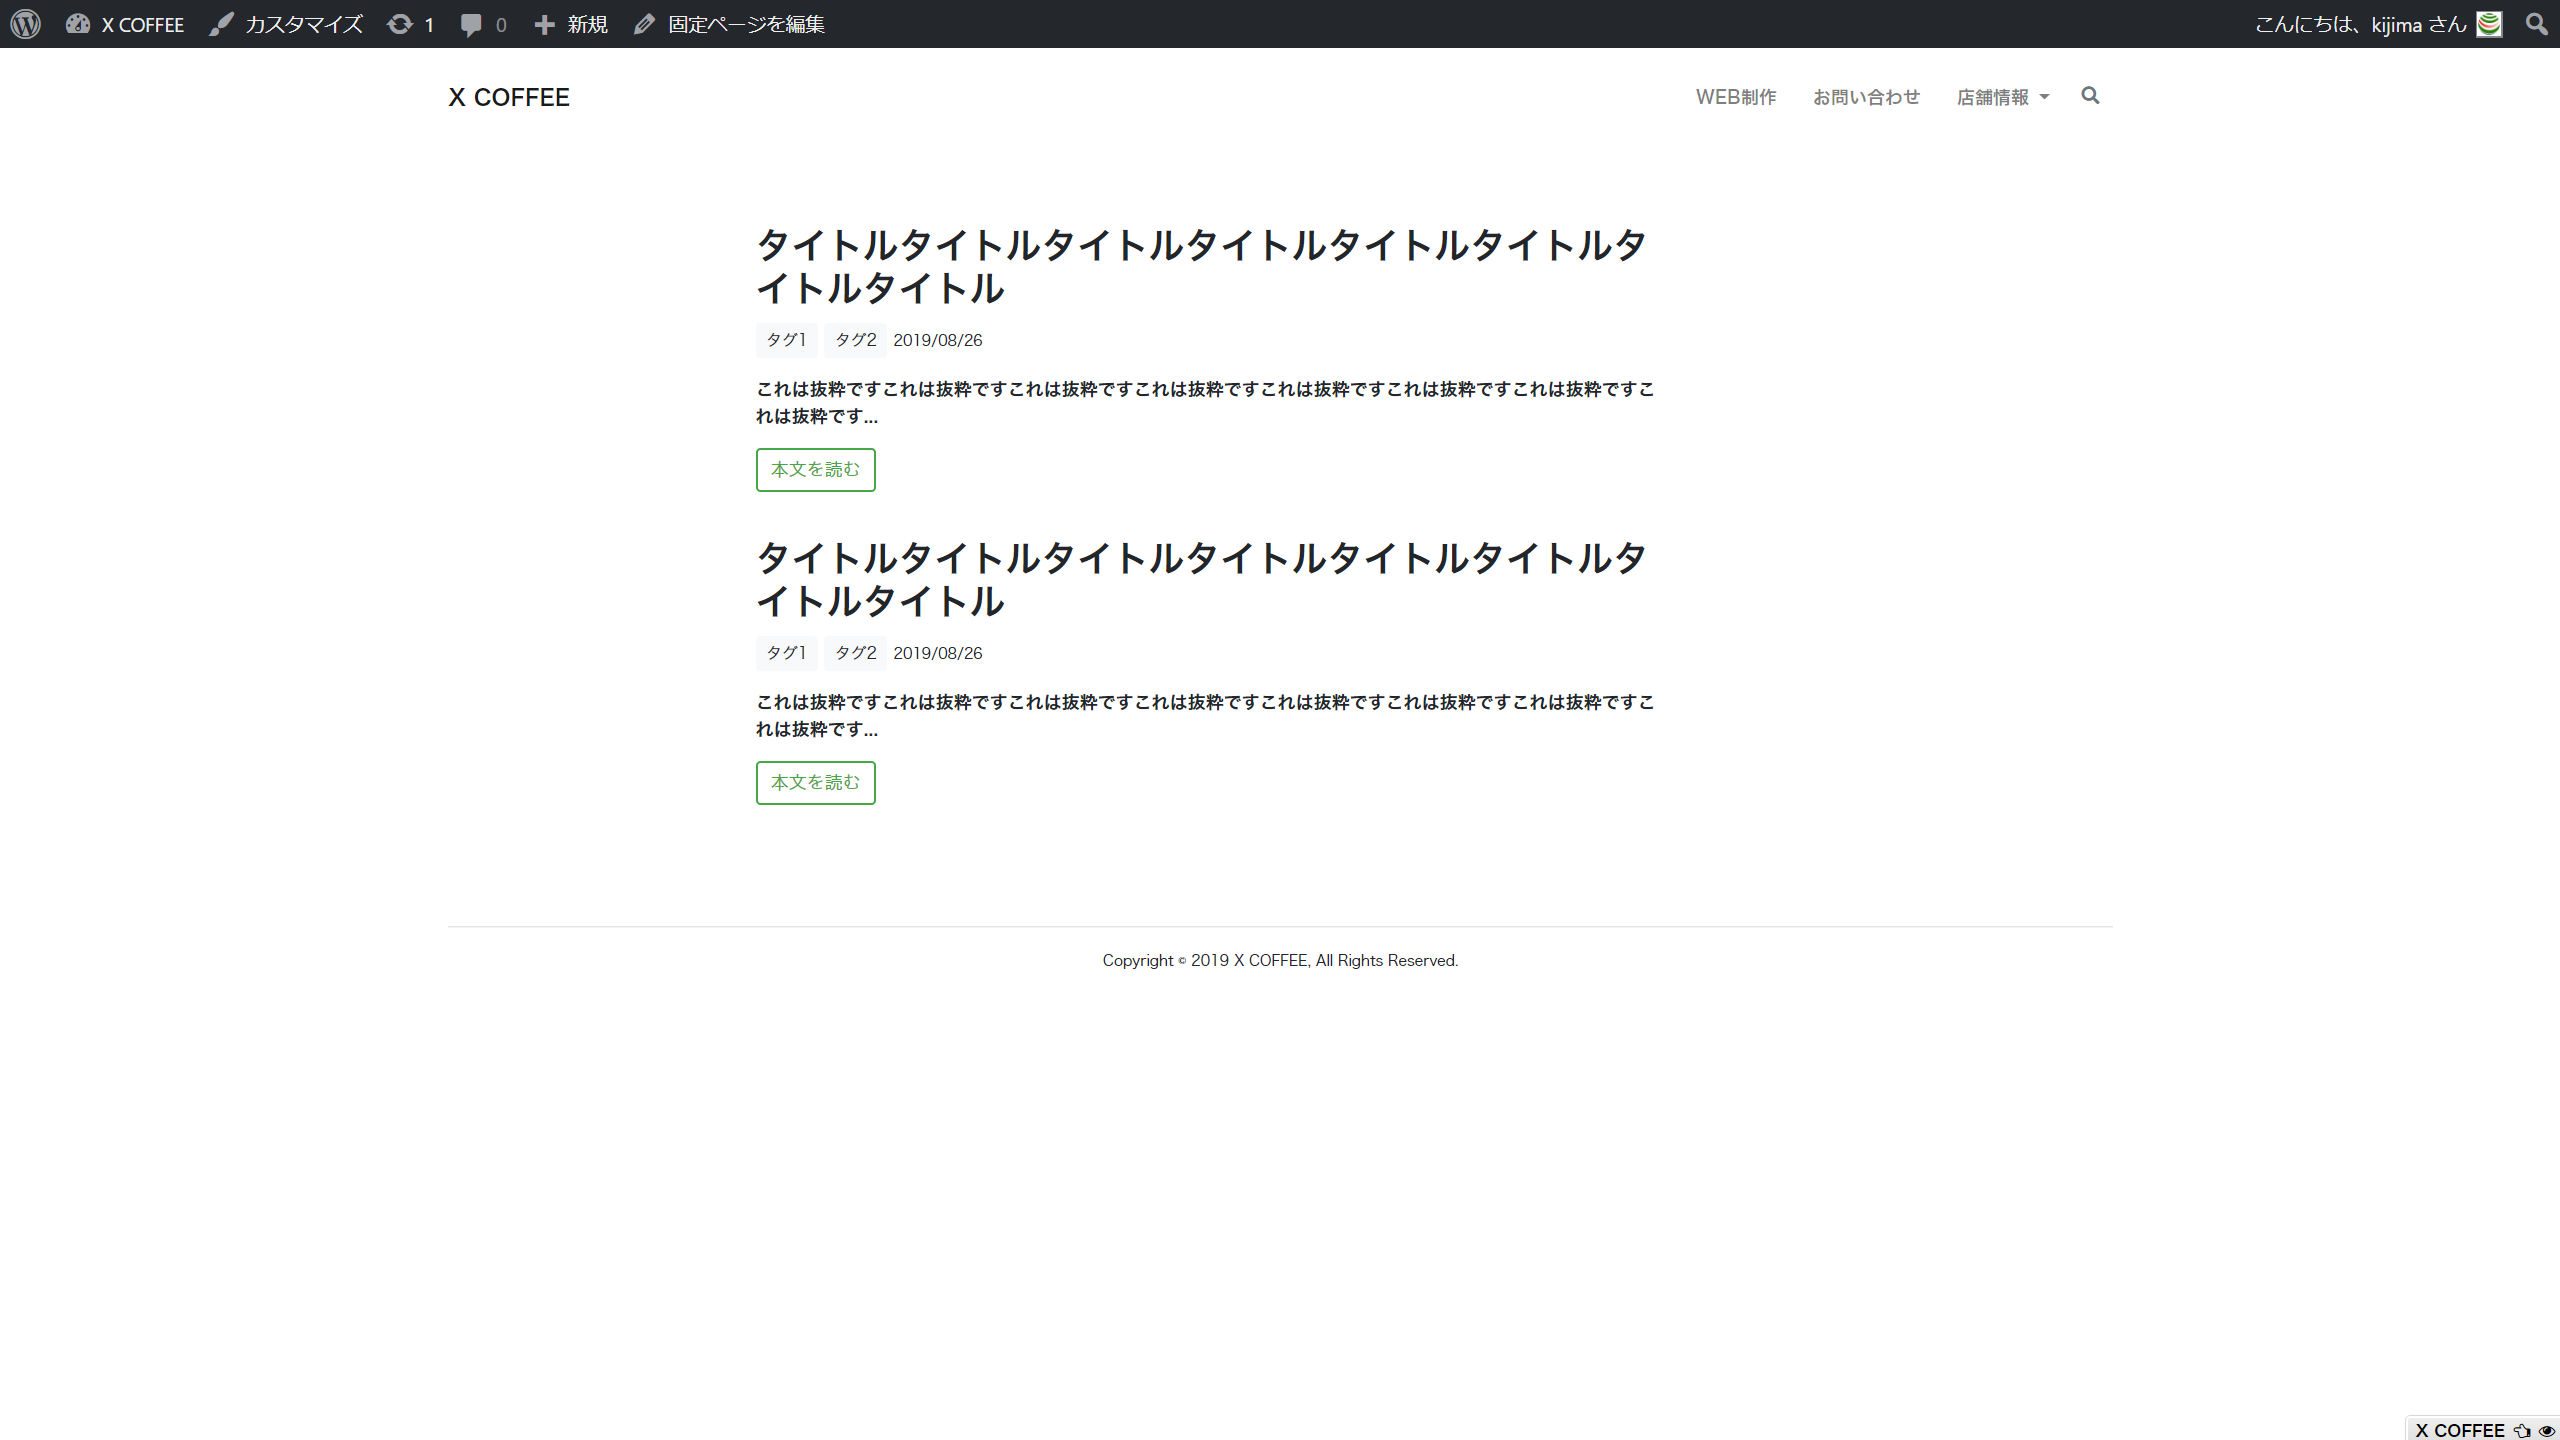 X COFFEE カスタマイズ 1 0 新規 固定ページを編集 こんにちは、kijima さん
X COFFEE WEB制作 お問い合わせ 店舗情報
タイトルタイトルタイトルタイトルタイトルタイトルタ
イトルタイトル
タグ1 タグ2 2019/08/26
これは抜粋ですこれは抜粋ですこれは抜粋ですこれは抜粋ですこれは抜粋ですこれは抜粋ですこれは抜粋ですこ
れは抜粋です...
本文を読む
タイトルタイトルタイトルタイトルタイトルタイトルタ
イトルタイトル
タグ1 タグ2 2019/08/26
これは抜粋ですこれは抜粋ですこれは抜粋ですこれは抜粋ですこれは抜粋ですこれは抜粋ですこれは抜粋ですこ
れは抜粋です...
本文を読む
Copyright © 2019 X COFFEE, All Rights Reserved.
X COFFEE